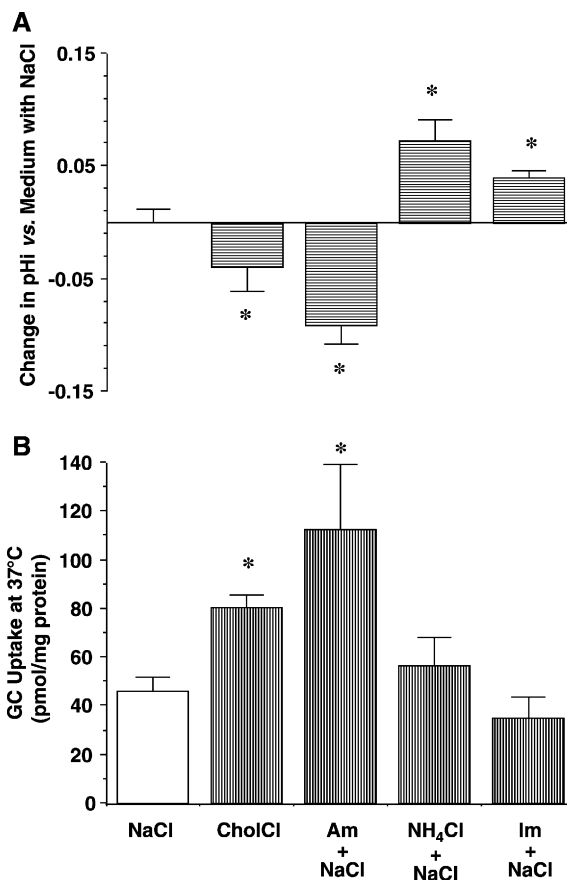 A
Change in pHi vs. Medium with NaCl
0.15
0.05
-0.05
-0.15
*
*
*
*
B
GC Uptake at 37°C
(pmol/mg protein)
140
120
100
80
60
40
20
0
*
*
NaCl
CholCl
Am
+
NaCl
NH₄Cl
+
NaCl
Im
+
NaCl